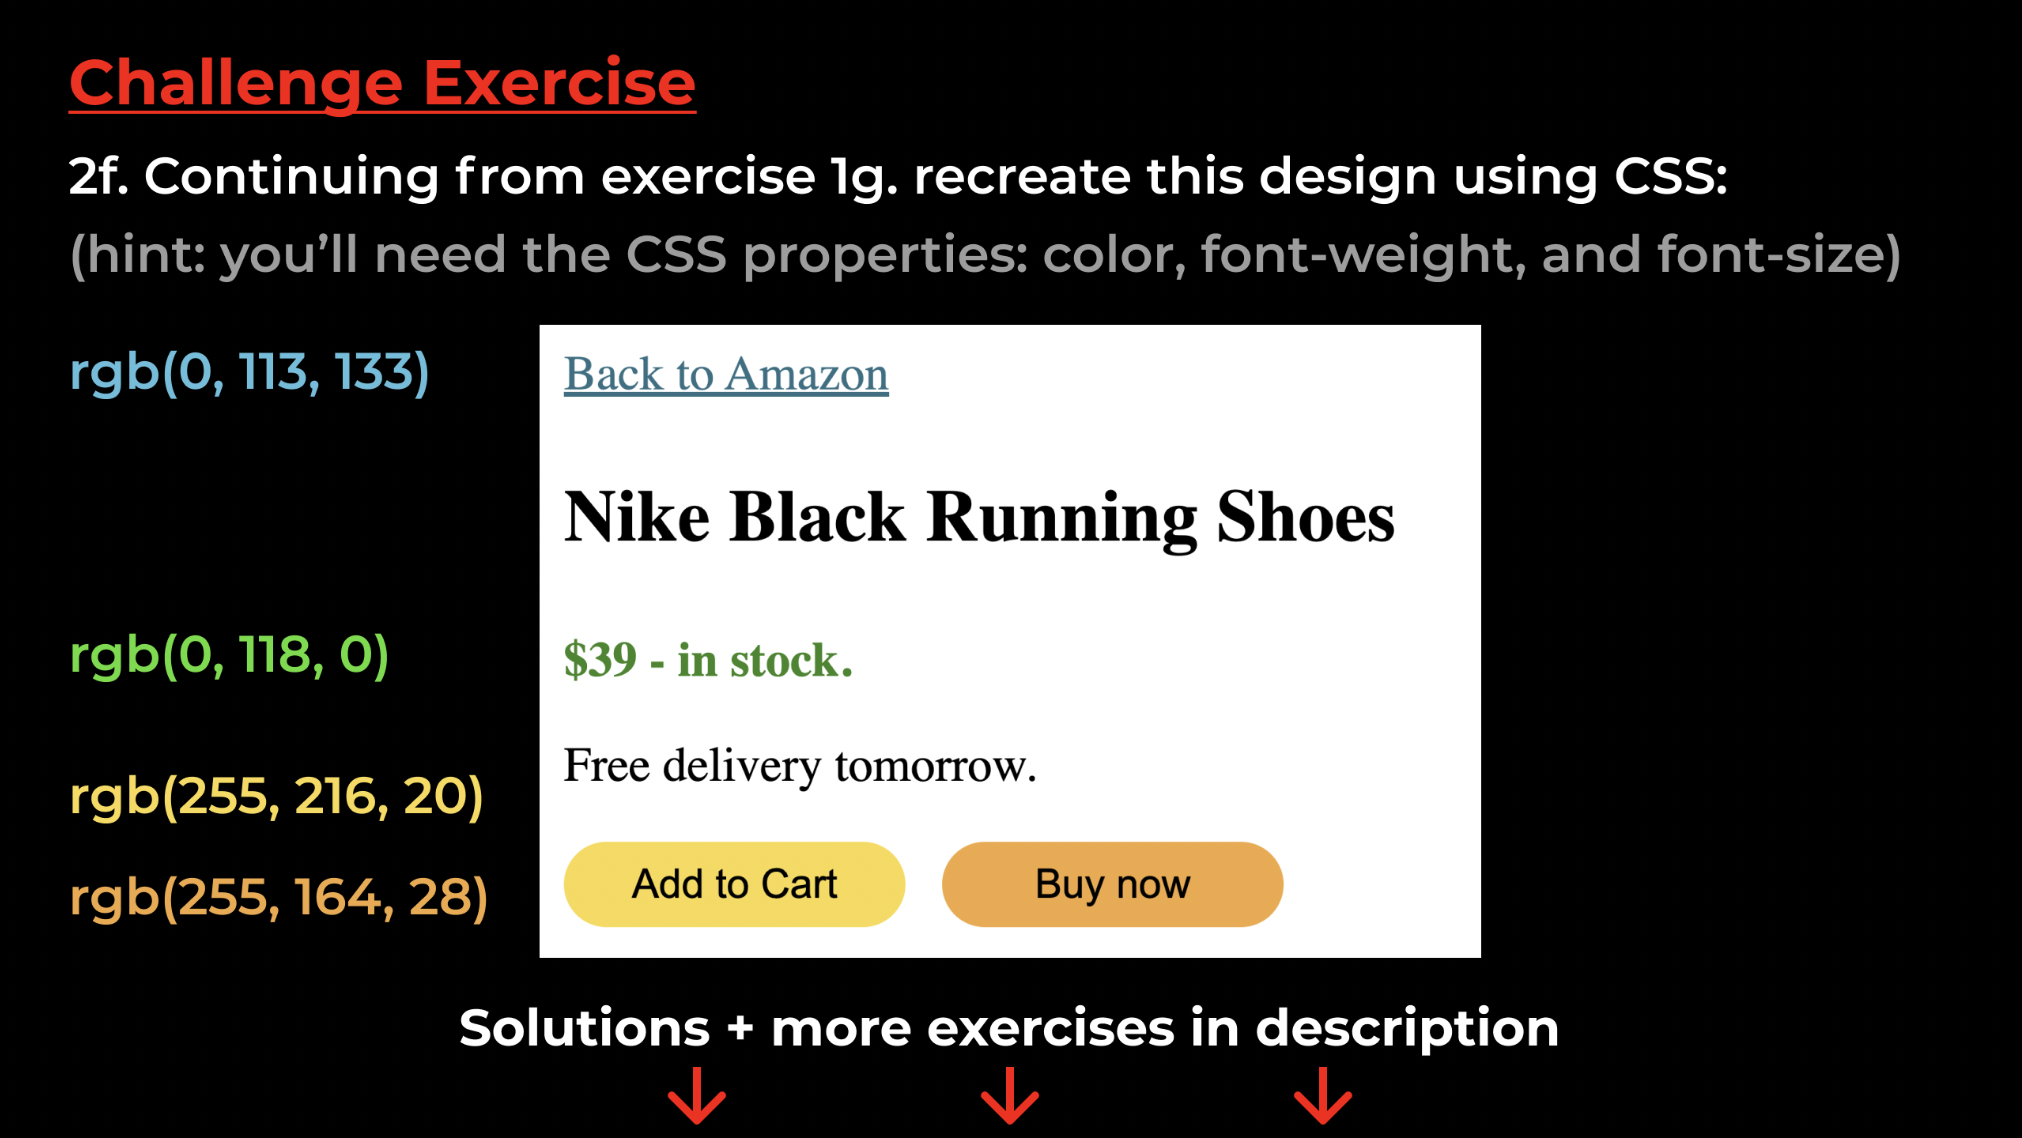 Challenge Exercise
2f. Continuing from exercise 1g. recreate this design using CSS:
(hint: you’ll need the CSS properties: color, font-weight, and font-size)
rgb(0, 113, 133)
Back to Amazon
Nike Black Running Shoes
rgb(0, 118, 0)
$39 - in stock.
Free delivery tomorrow.
rgb(255, 216, 20)
rgb(255, 164, 28)
Add to Cart
Buy now
Solutions + more exercises in description